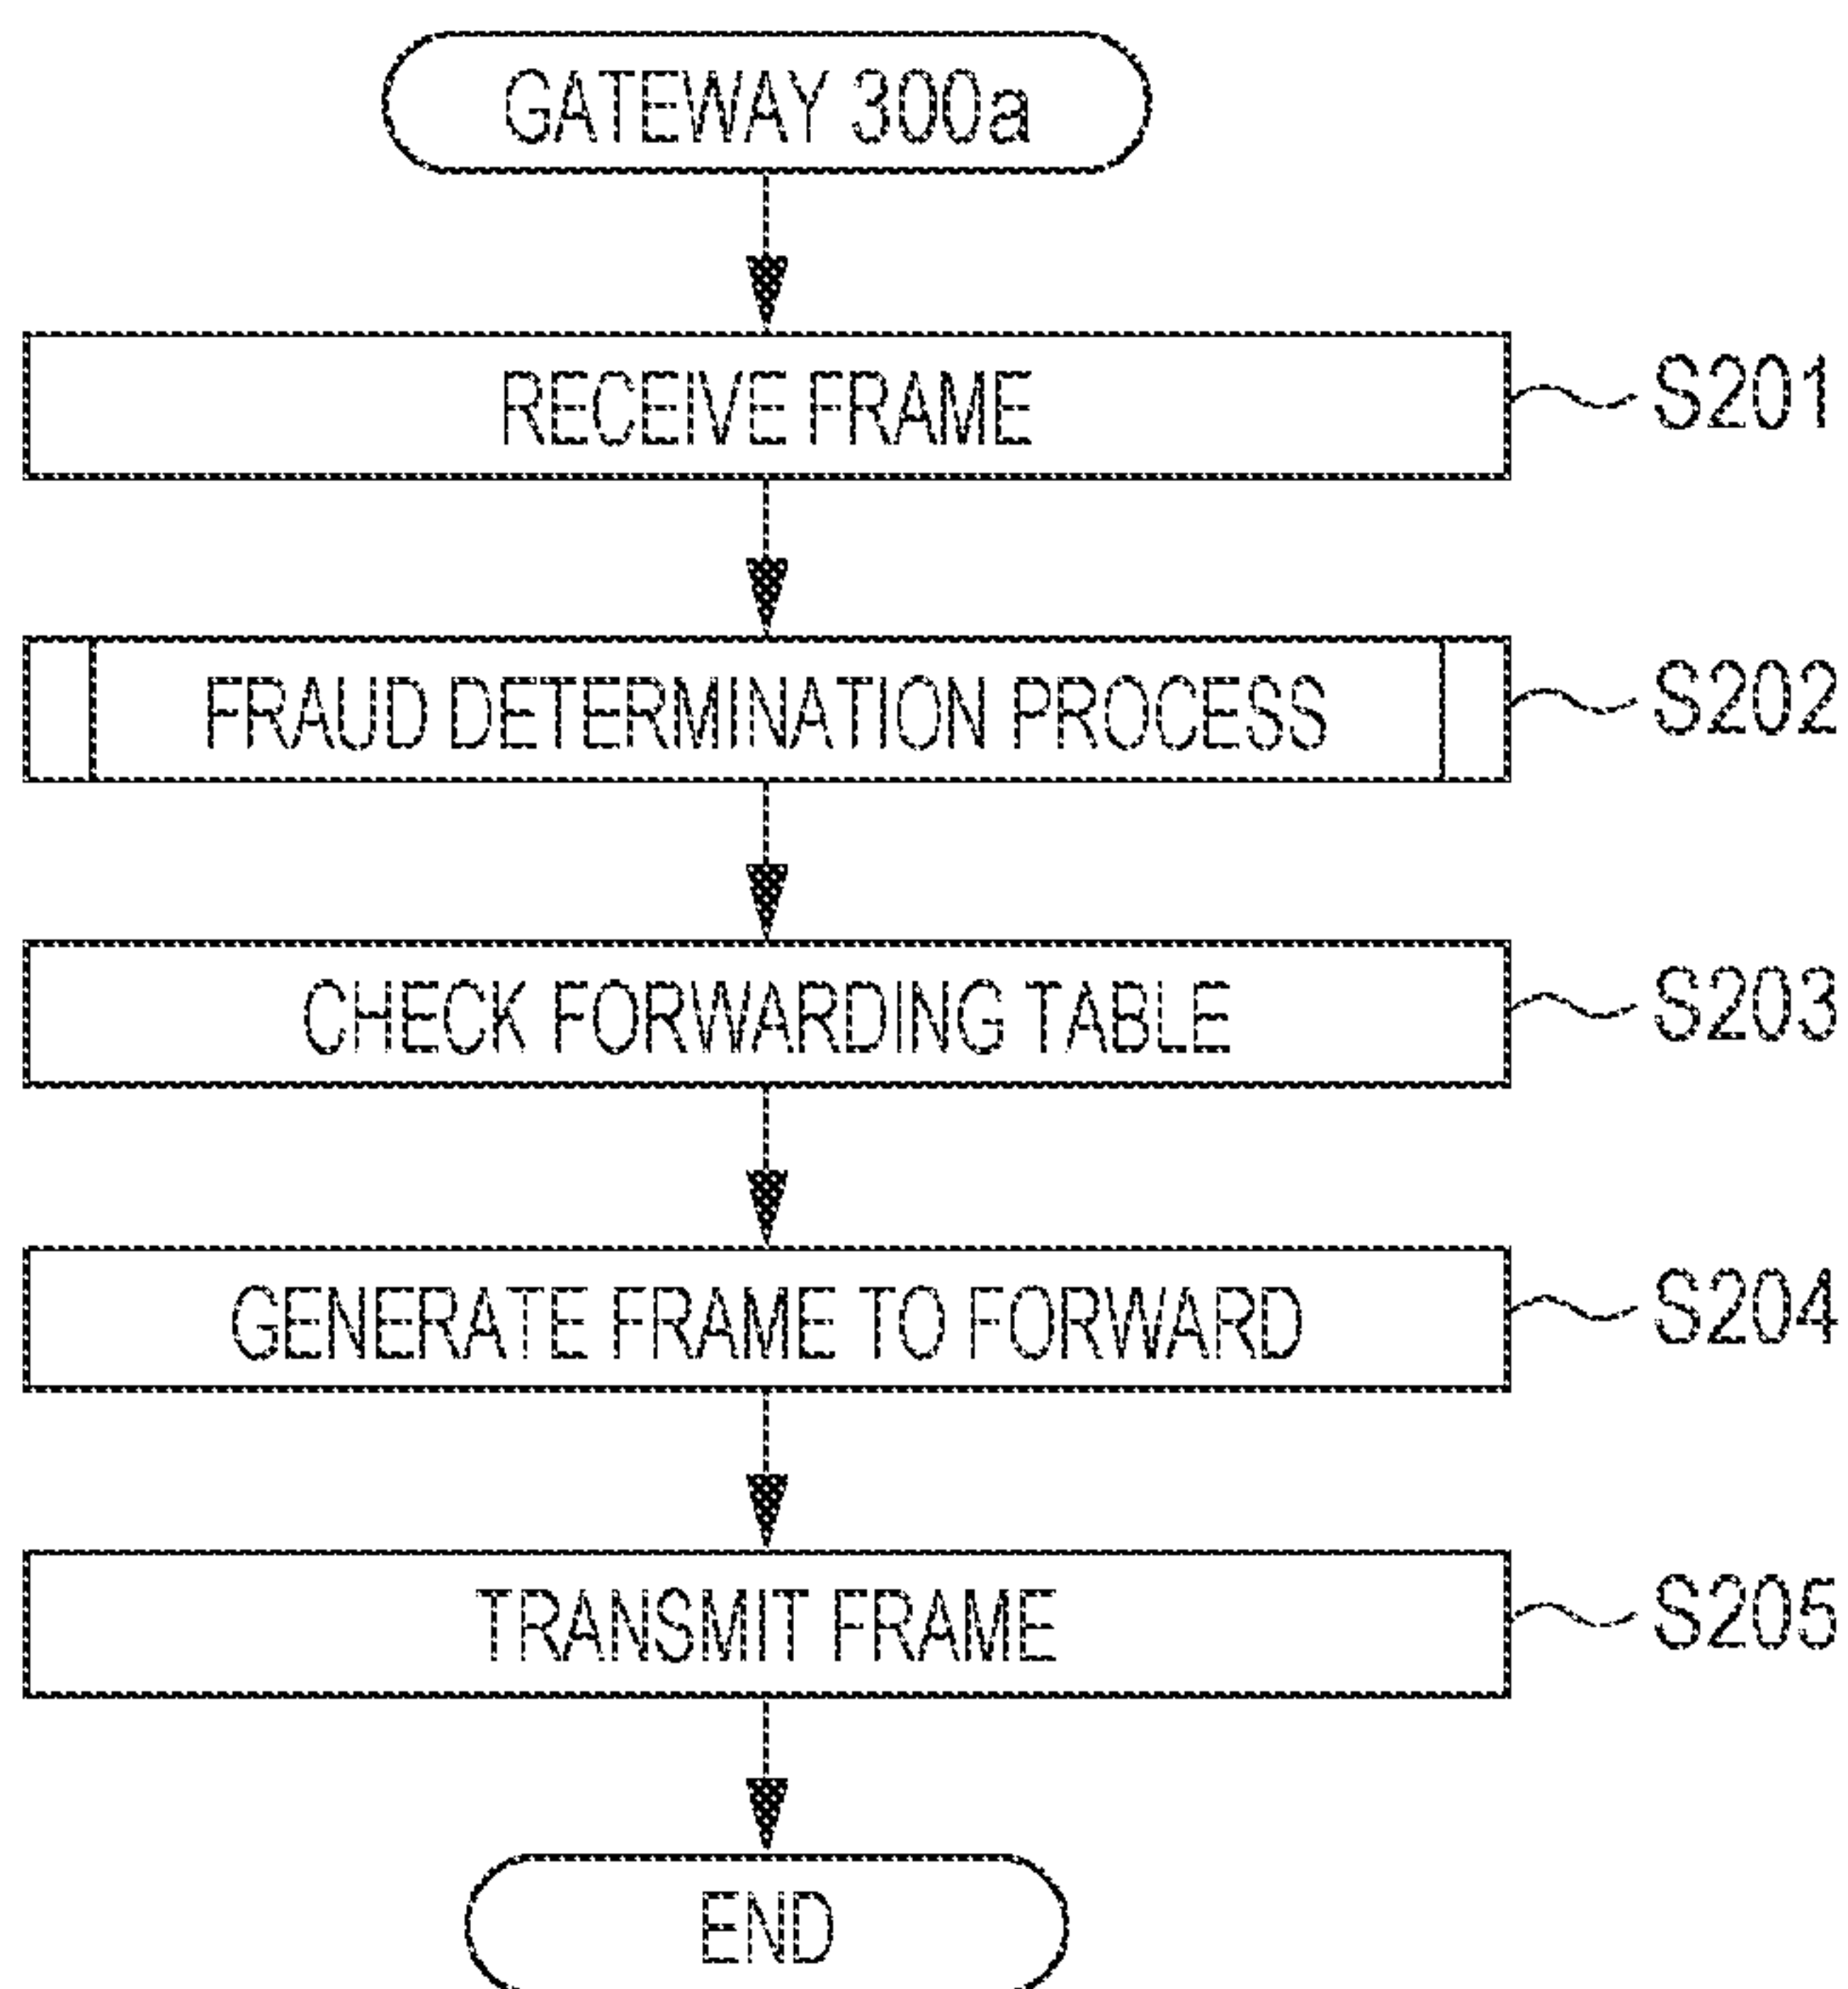 GATEWAY 300a
RECEIVE FRAME
S201
FRAUD DETERMINATION PROCESS
S202
CHECK FORWARDING TABLE
S203
GENERATE FRAME TO FORWARD
S204
TRANSMIT FRAME
S205
END